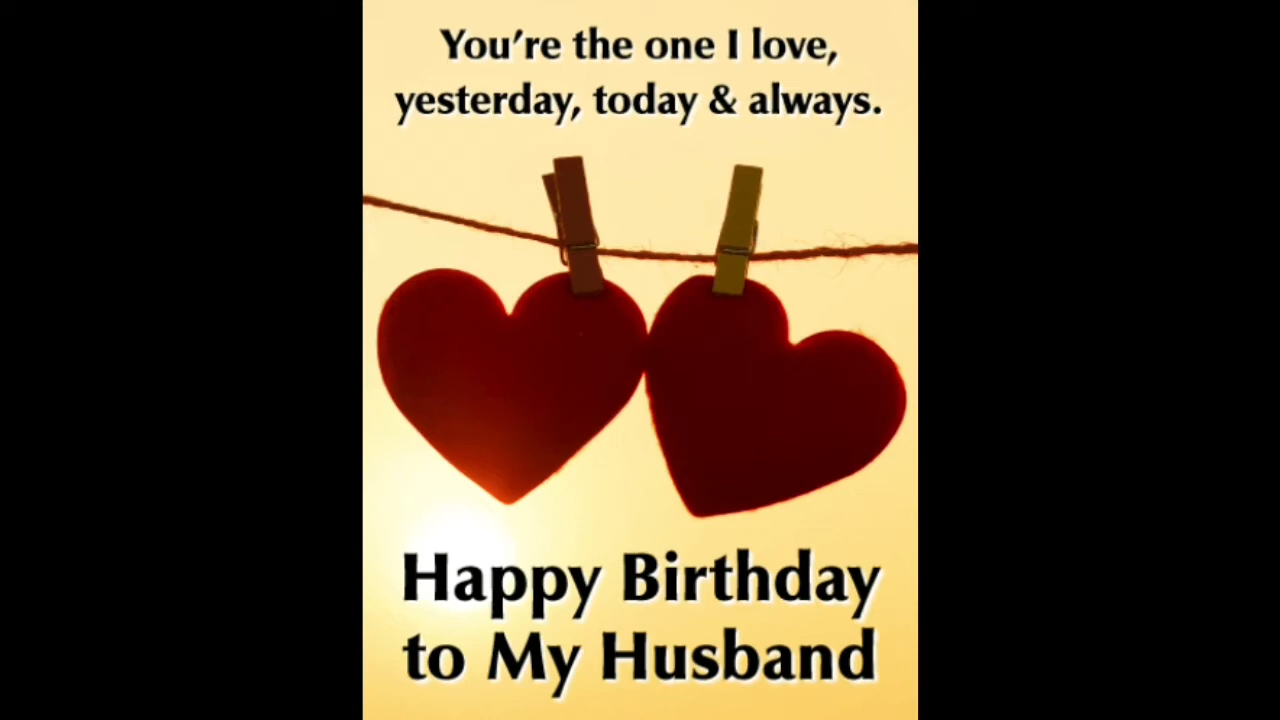 You’re the one I love,
yesterday, today & always.
Happy Birthday
to My Husband